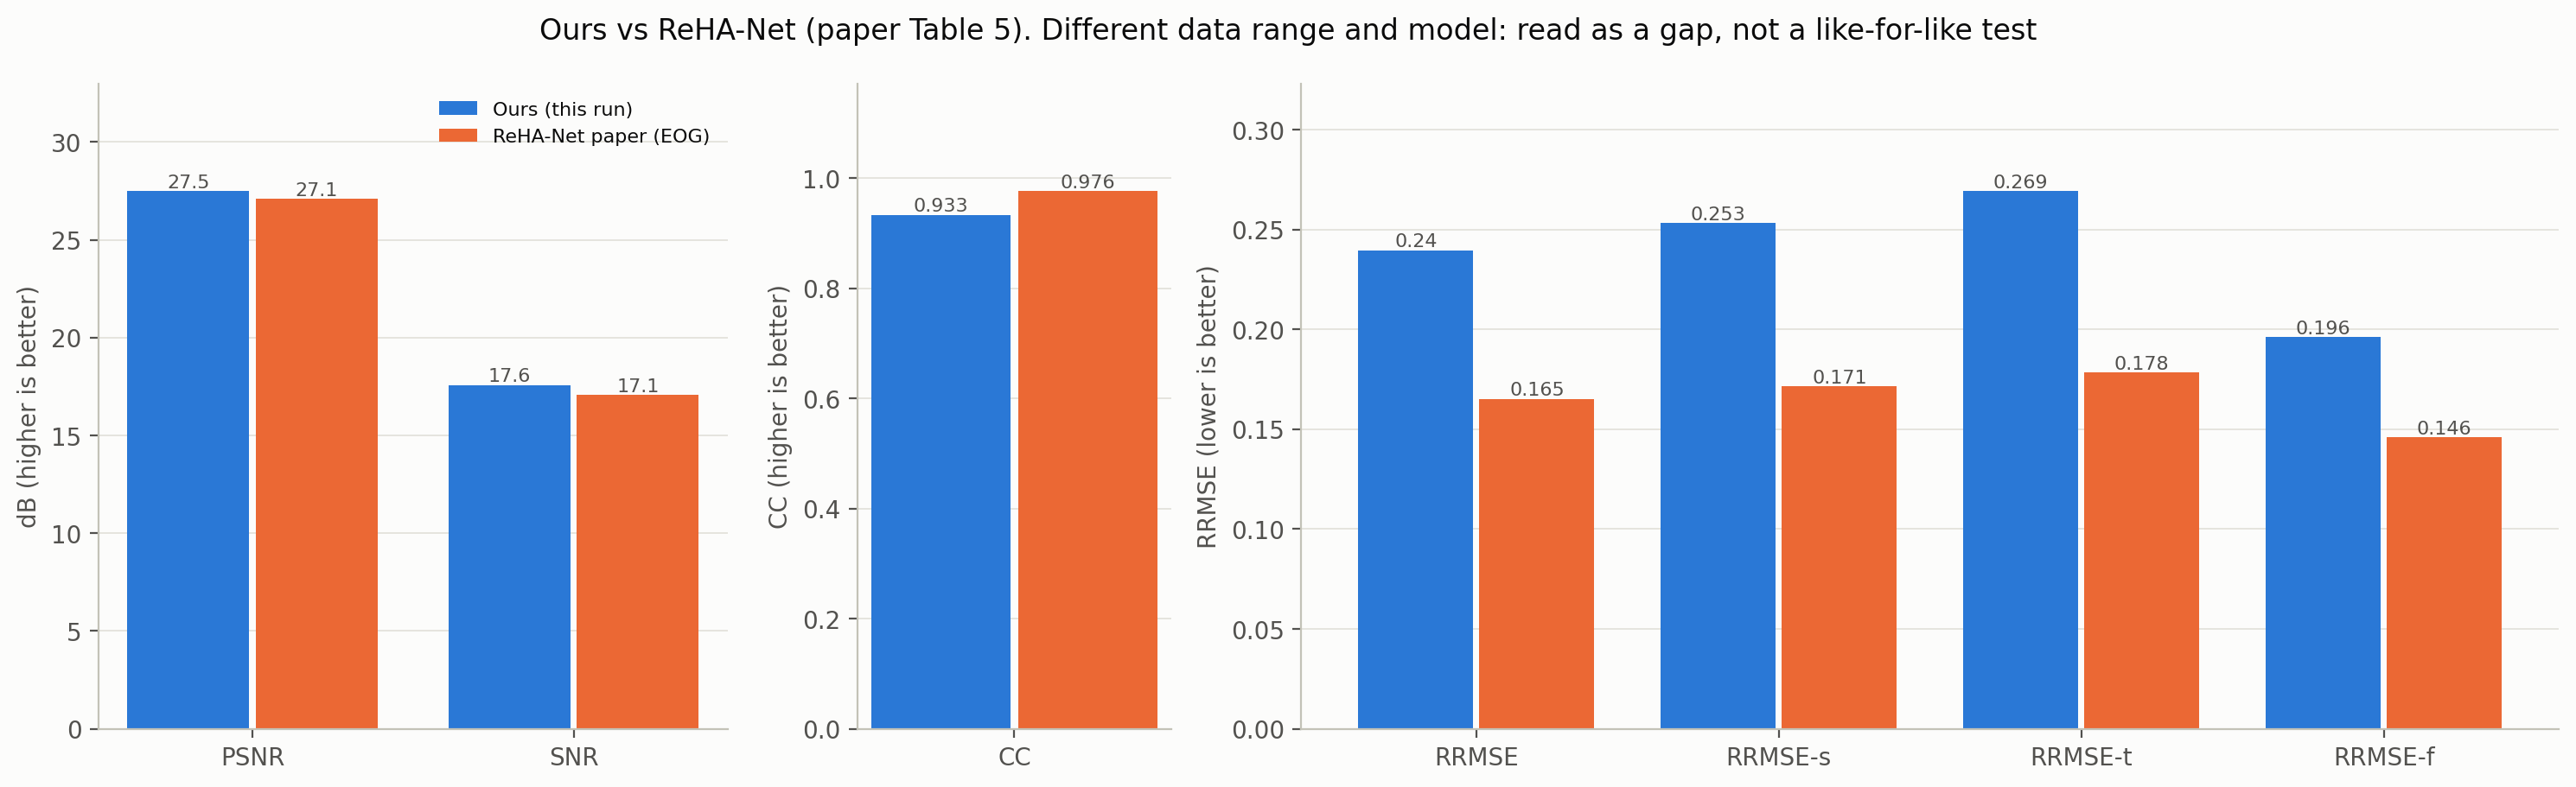 Ours vs ReHA-Net (paper Table 5). Different data range and model: read as a gap, not a like-for-like test
Ours (this run)
ReHA-Net paper (EOG)
dB (higher is better)
30
25
20
15
10
5
0
27.5
27.1
17.6
17.1
PSNR
SNR
CC (higher is better)
1.0
0.8
0.6
0.4
0.2
0.0
0.933
0.976
CC
RRMSE (lower is better)
0.30
0.25
0.20
0.15
0.10
0.05
0.00
0.24
0.165
0.253
0.171
0.269
0.178
0.196
0.146
RRMSE
RRMSE-s
RRMSE-t
RRMSE-f